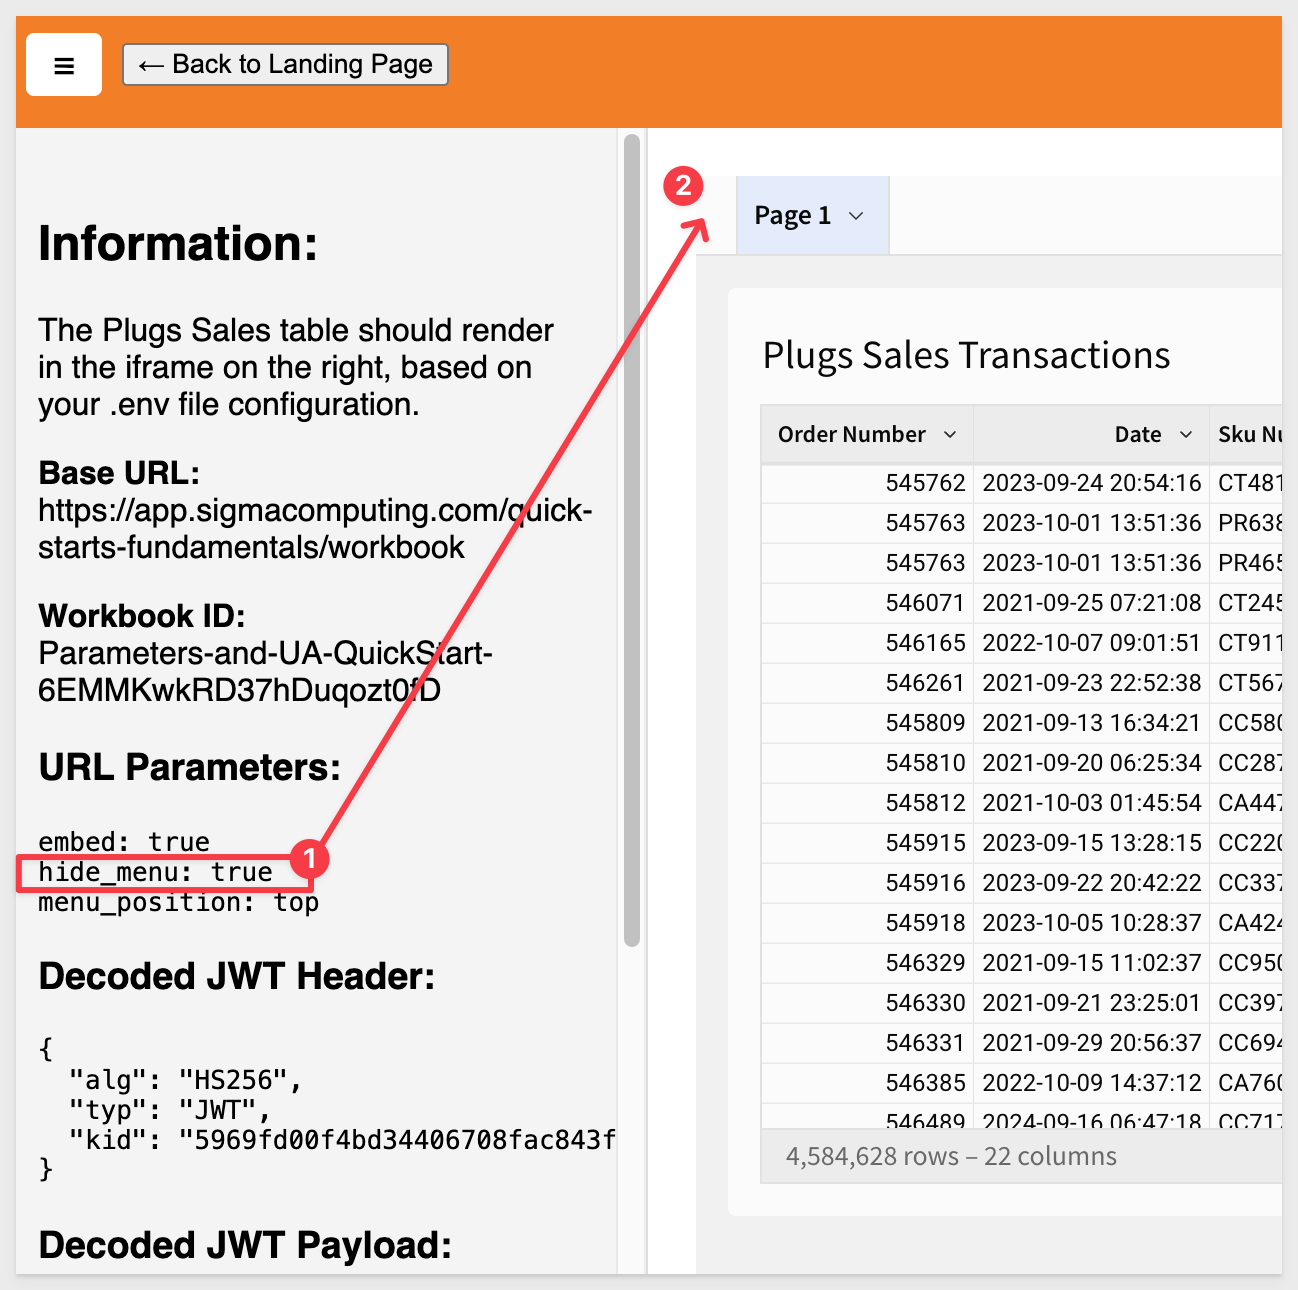 ≡
← Back to Landing Page
Information:
The Plugs Sales table should render
in the iframe on the right, based on
your .env file configuration.
Base URL:
https://app.sigmacomputing.com/quick-
starts-fundamentals/workbook
Workbook ID:
Parameters-and-UA-QuickStart-
6EMMKwkRD37hDuqozt0fD
URL Parameters:
embed: true
hide_menu: true
1
menu_position: top
Decoded JWT Header:
{
"alg": "HS256",
"typ": "JWT",
"kid": "5969fd00f4bd34406708fac843f
}
Decoded JWT Payload:
2
Page 1
Plugs Sales Transactions
Order Number Date Sku Nu
545762 2023-09-24 20:54:16 CT481
545763 2023-10-01 13:51:36 PR638
545763 2023-10-01 13:51:36 PR465
546071 2021-09-25 07:21:08 CT245
546165 2022-10-07 09:01:51 CT911
546261 2021-09-23 22:52:38 CT567
545809 2021-09-13 16:34:21 CC580
545810 2021-09-20 06:25:34 CC287
545812 2021-10-03 01:45:54 CA447
545915 2023-09-15 13:28:15 CC220
545916 2023-09-22 20:42:22 CC337
545918 2023-10-05 10:28:37 CA424
546329 2021-09-15 11:02:37 CC950
546330 2021-09-21 23:25:01 CC397
546331 2021-09-29 20:56:37 CC694
546385 2022-10-09 14:37:12 CA760
546489 2024-09-16 06:47:18 CC717
4,584,628 rows – 22 columns